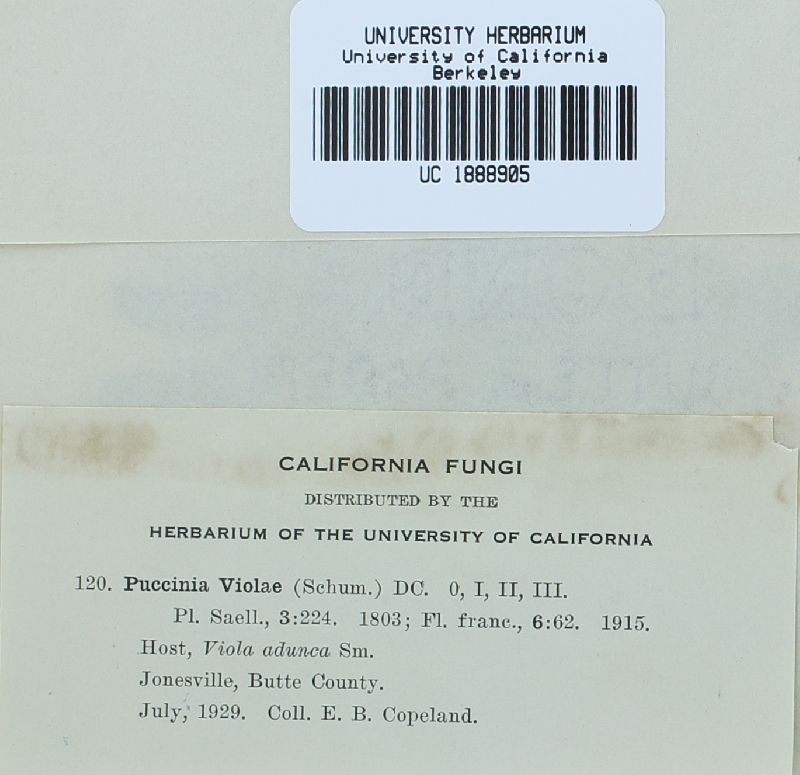 UNIVERSITY HERBARIUM
University of California
Berkeley
UC 1888905
CALIFORNIA FUNGI
DISTRIBUTED BY THE
HERBARIUM OF THE UNIVERSITY OF CALIFORNIA
120. Puccinia Violae (Schum.) DC. 0, I, II, III.
Pl. Saell., 3:224. 1803; Fl. franc., 6:62. 1915.
Host, Viola adunca Sm.
Jonesville, Butte County.
July, 1929. Coll. E. B. Copeland.